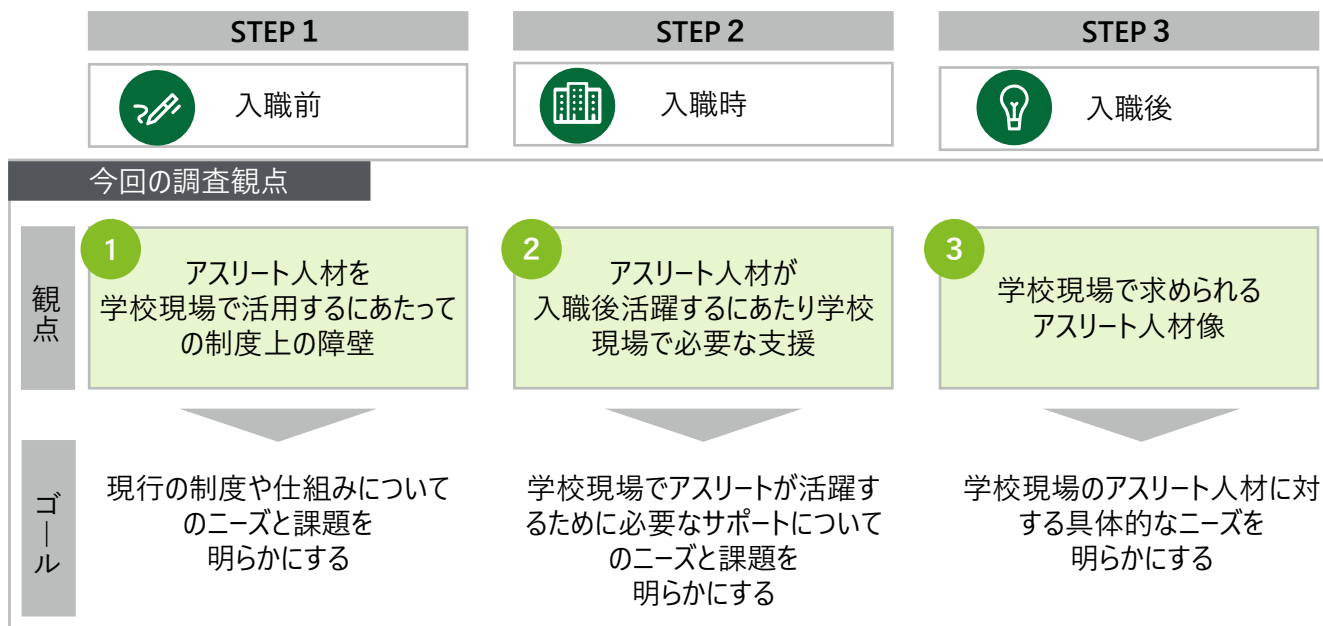 STEP 1
STEP 2
STEP 3
入職前
入職時
入職後
今回の調査観点
観点
1
アスリート人材を
学校現場で活用するにあたって
の制度上の障壁
2
アスリート人材が
入職後活躍するにあたり学校
現場で必要な支援
3
学校現場で求められる
アスリート人材像
ゴール
現行の制度や仕組みについて
のニーズと課題を
明らかにする
学校現場でアスリートが活躍す
るために必要なサポートについて
のニーズと課題を
明らかにする
学校現場のアスリート人材に対
する具体的なニーズを
明らかにする